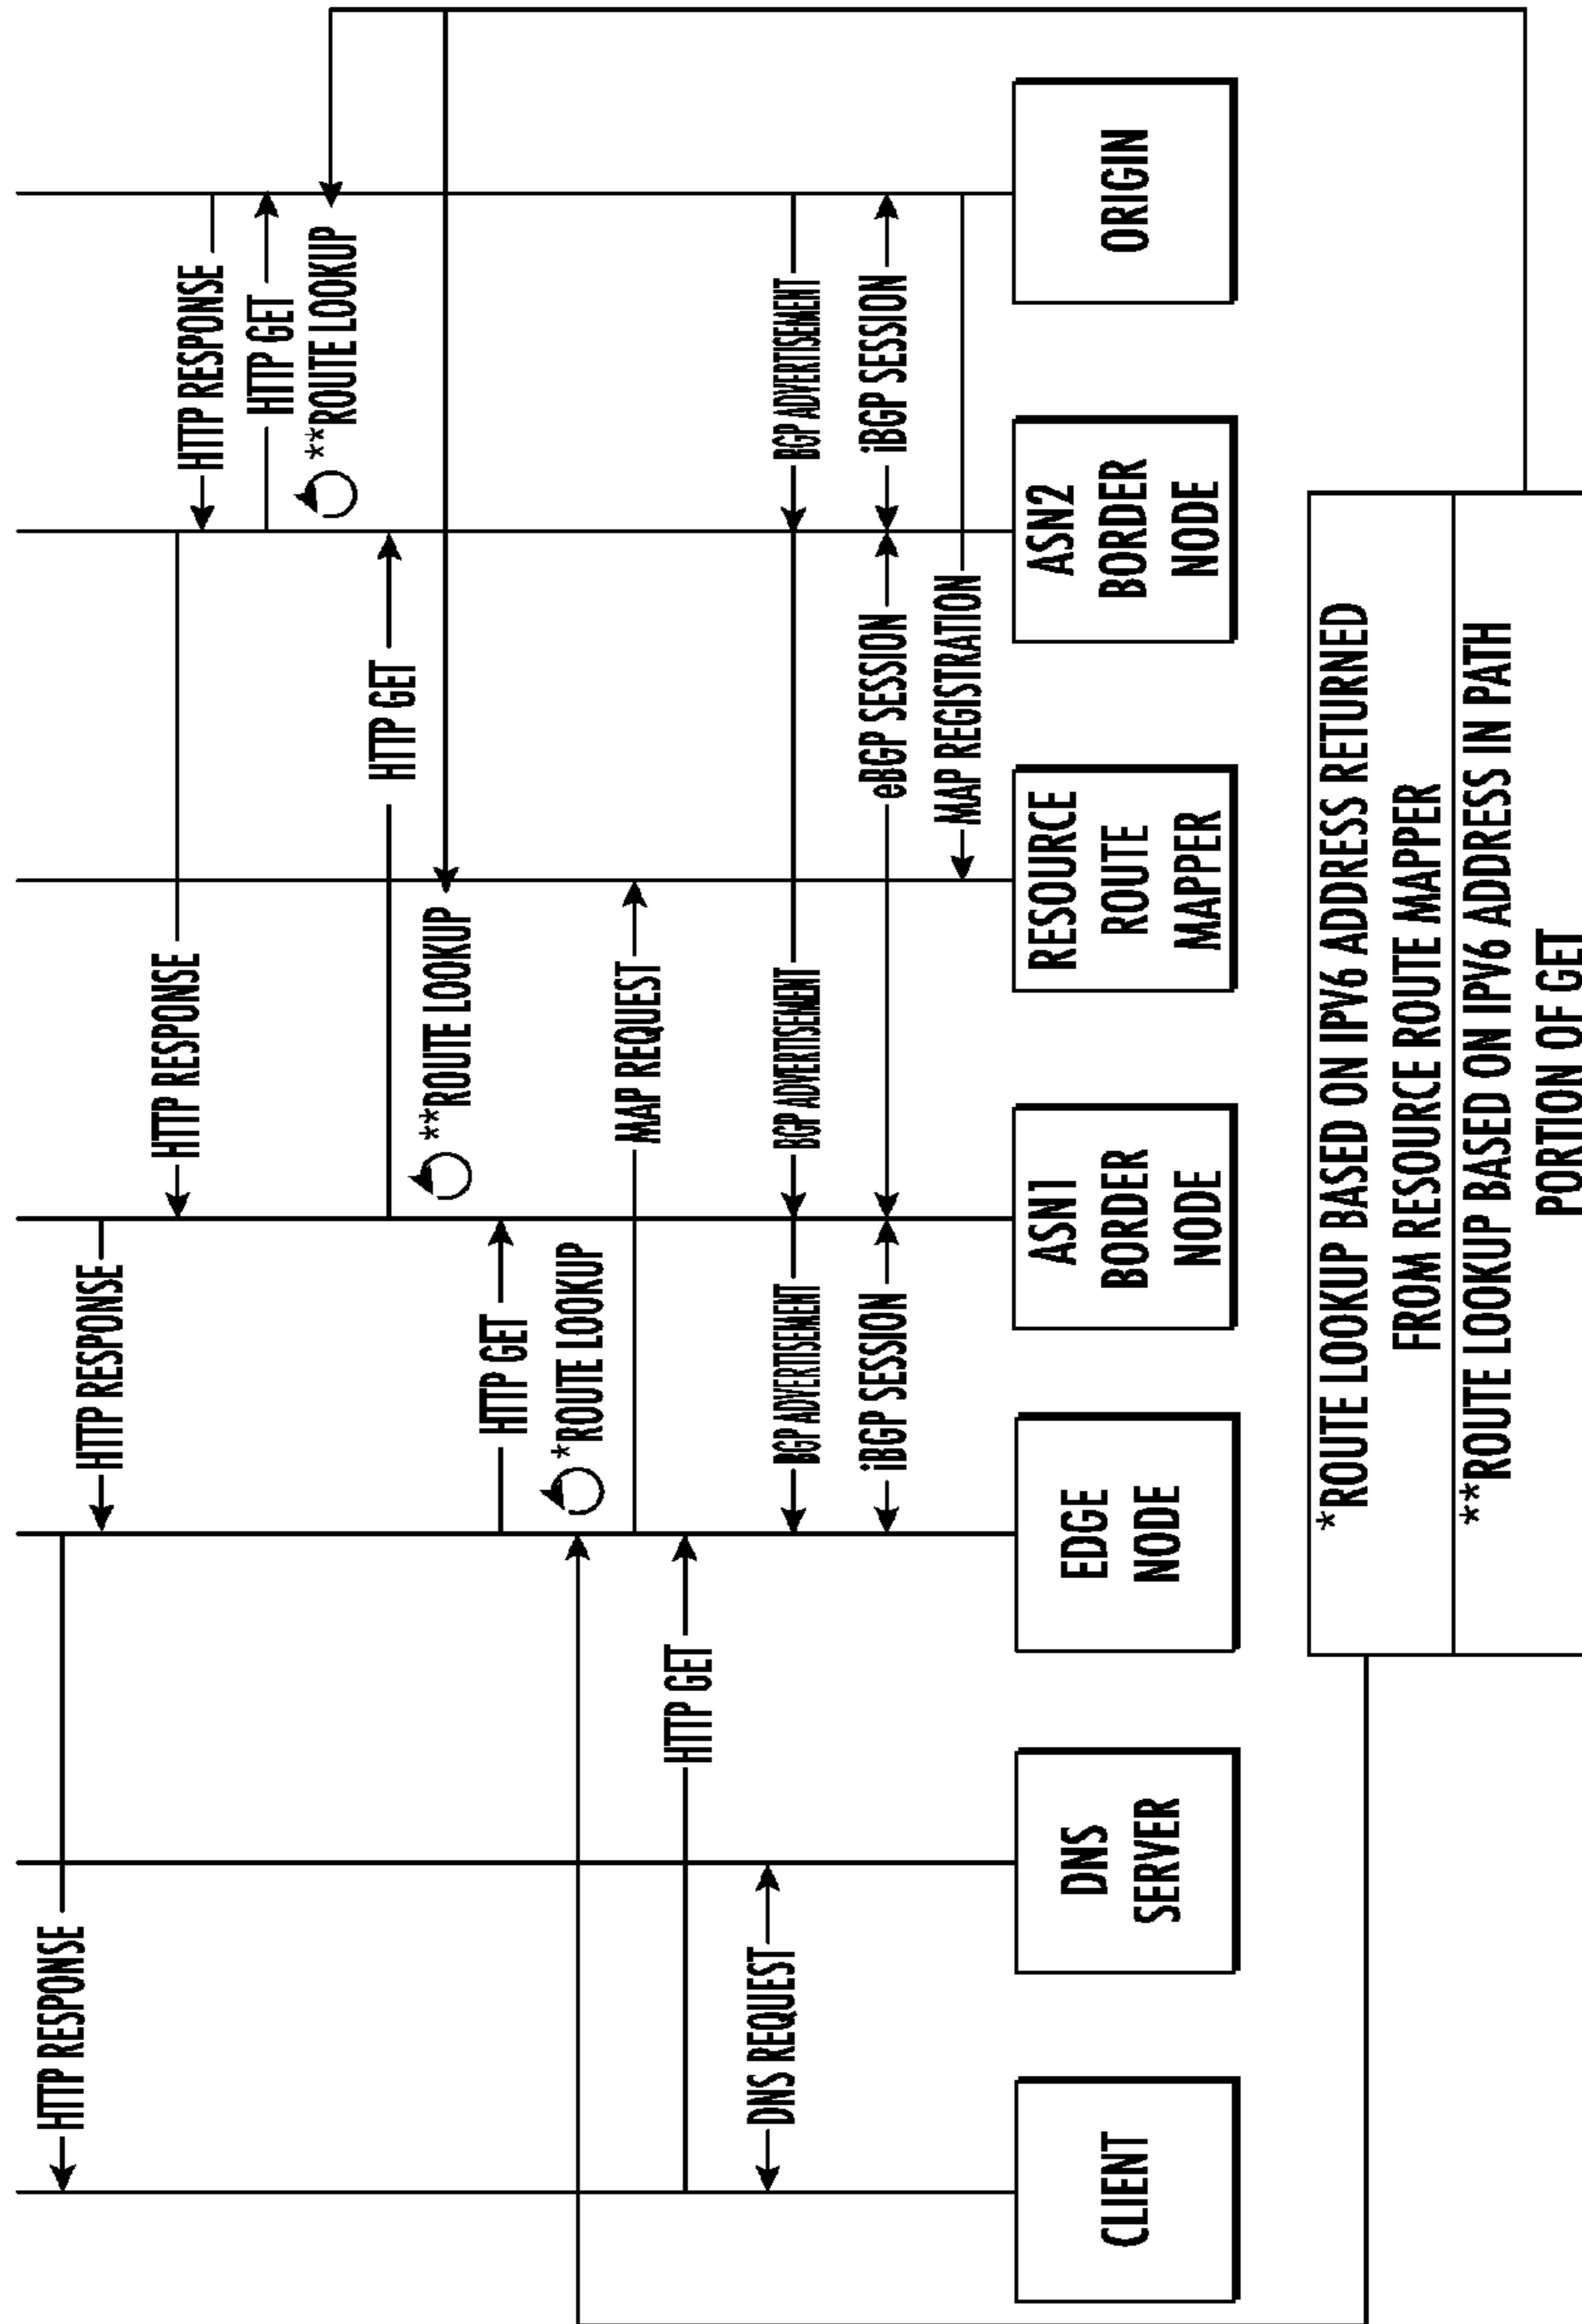 HTTP RESPONSE
HTTP RESPONSE
HTTP RESPONSE
HTTP RESPONSE
HTTP GET
**ROUTE LOOKUP
HTTP GET
**ROUTE LOOKUP
HTTP GET
*ROUTE LOOKUP
MAP REQUEST
HTTP GET
DNS REQUEST
BGP ADVERTISEMENT
BGP ADVERTISEMENT
BGP ADVERTISEMENT
iBGP SESSION
eBGP SESSION
iBGP SESSION
MAP REGISTRATION
CLIENT
DNS
SERVER
EDGE
NODE
ASN1
BORDER
NODE
RESOURCE
ROUTE
MAPPER
ASN2
BORDER
NODE
ORIGIN
*ROUTE LOOKUP BASED ON IPV6 ADDRESS RETURNED
FROM RESOURCE ROUTE MAPPER
**ROUTE LOOKUP BASED ON IPV6 ADDRESS IN PATH
PORTION OF GET